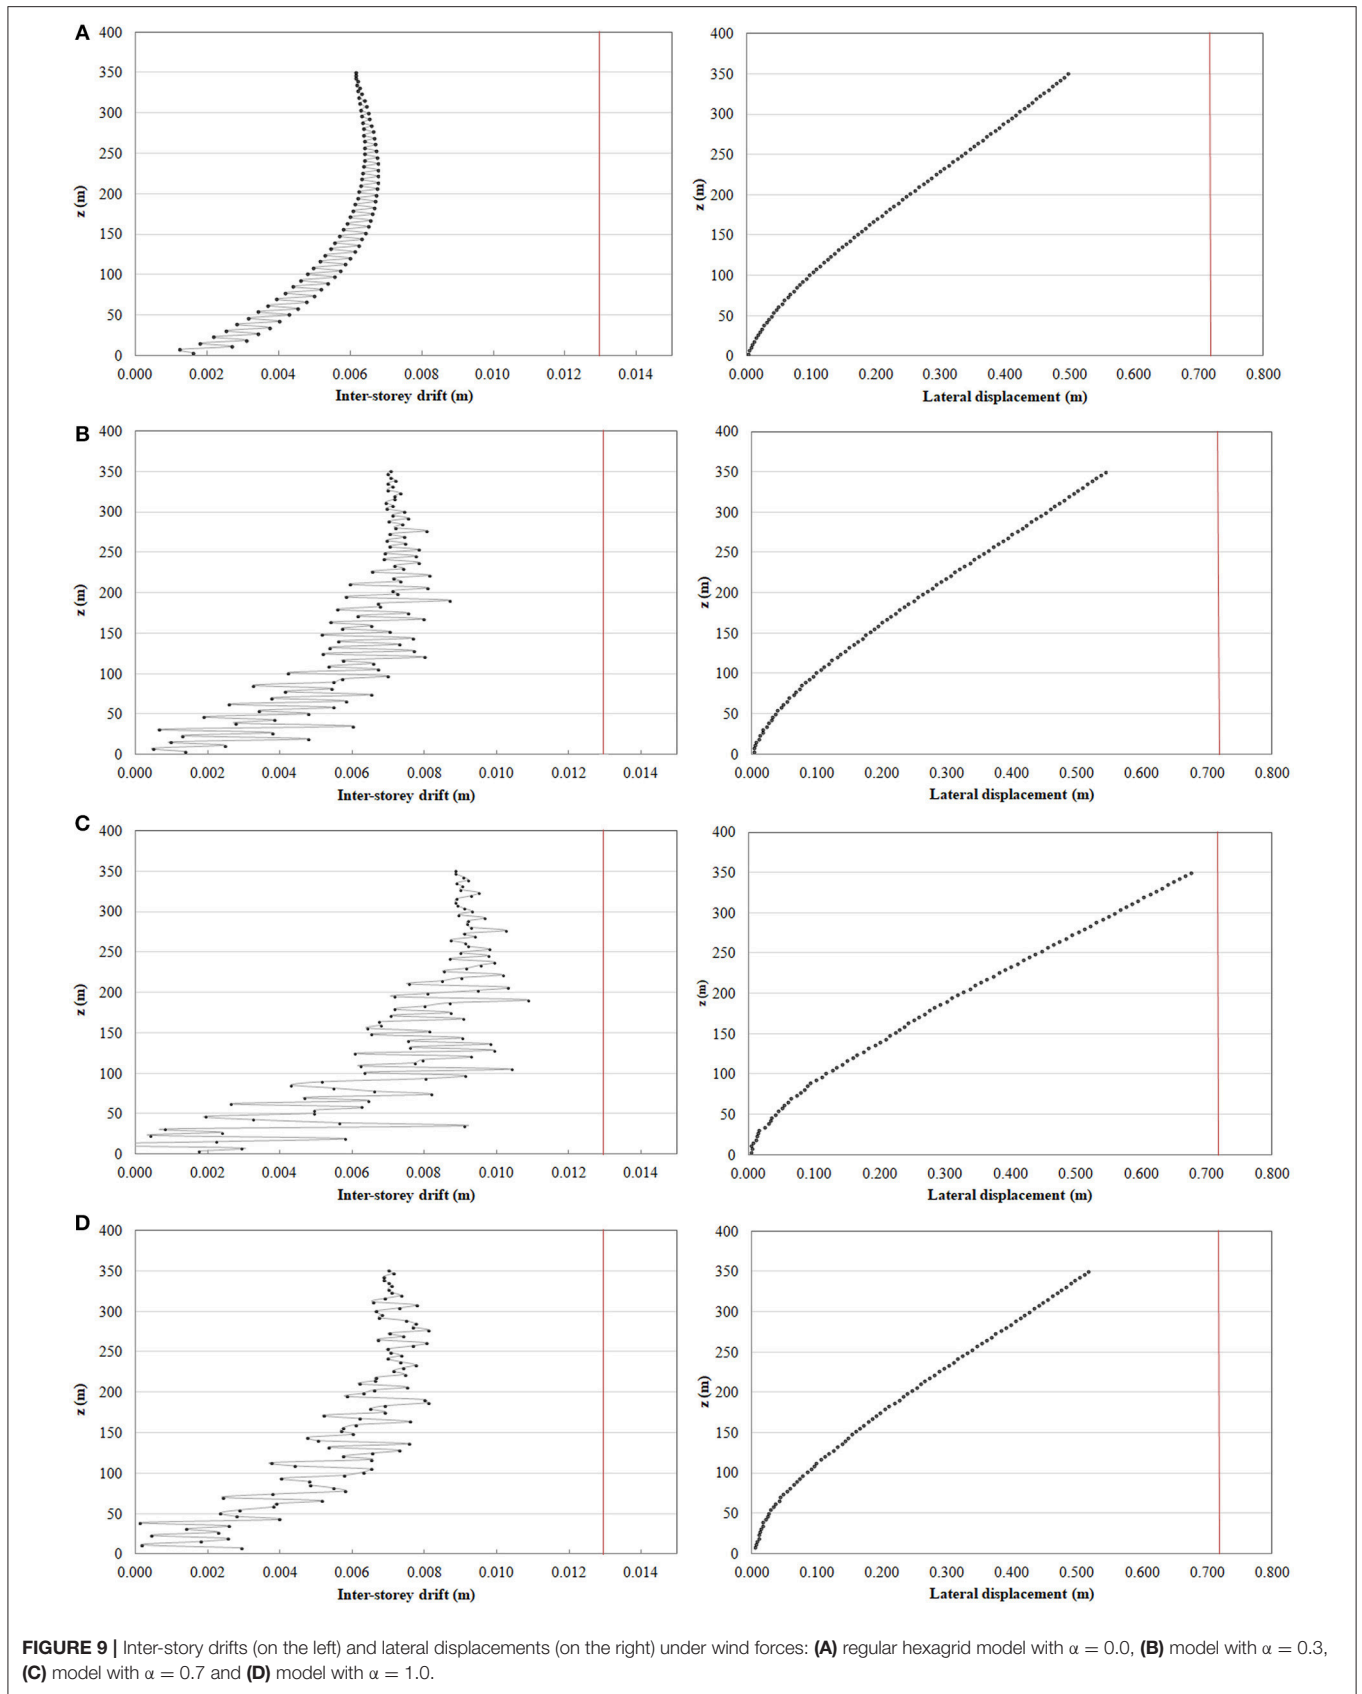 A
400
350
300
250
200
150
100
50
0
z (m)
0.000 0.002 0.004 0.006 0.008 0.010 0.012 0.014
Inter-storey drift (m)
400
350
300
250
200
150
100
50
0
z (m)
0.000 0.100 0.200 0.300 0.400 0.500 0.600 0.700 0.800
Lateral displacement (m)
B
400
350
300
250
200
150
100
50
0
z (m)
0.000 0.002 0.004 0.006 0.008 0.010 0.012 0.014
Inter-storey drift (m)
400
350
300
250
200
150
100
50
0
z (m)
0.000 0.100 0.200 0.300 0.400 0.500 0.600 0.700 0.800
Lateral displacement (m)
C
400
350
300
250
200
150
100
50
0
z (m)
0.000 0.002 0.004 0.006 0.008 0.010 0.012 0.014
Inter-storey drift (m)
400
350
300
250
200
150
100
50
0
z (m)
0.000 0.100 0.200 0.300 0.400 0.500 0.600 0.700 0.800
Lateral displacement (m)
D
400
350
300
250
200
150
100
50
0
z (m)
0.000 0.002 0.004 0.006 0.008 0.010 0.012 0.014
Inter-storey drift (m)
400
350
300
250
200
150
100
50
0
z (m)
0.000 0.100 0.200 0.300 0.400 0.500 0.600 0.700 0.800
Lateral displacement (m)
FIGURE 9 | Inter-story drifts (on the left) and lateral displacements (on the right) under wind forces: (A) regular hexagrid model with α = 0.0, (B) model with α = 0.3,
(C) model with α = 0.7 and (D) model with α = 1.0.